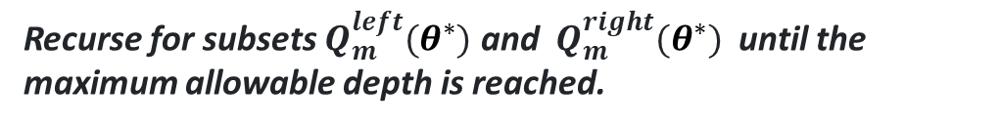 Recurse for subsets Q_m^{left}(θ*) and Q_m^{right}(θ*) until the
maximum allowable depth is reached.